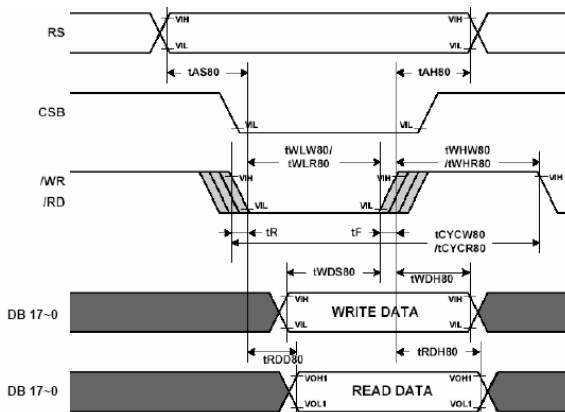 RS
VIH
VIH
VIL
VIL
tAS80
tAH80
CSB
VIL
VIL
tWLW80/
tWLR80
tWHW80
/tWHR80
/WR
/RD
VIH
VIH
VIH
VIL
VIL
tR
tF
tCYCW80
/tCYCR80
tWDS80
tWDH80
DB 17~0
VIH
VIL
WRITE DATA
VIH
VIL
tRDD80
tRDH80
DB 17~0
VOH1
VOL1
READ DATA
VOH1
VOL1